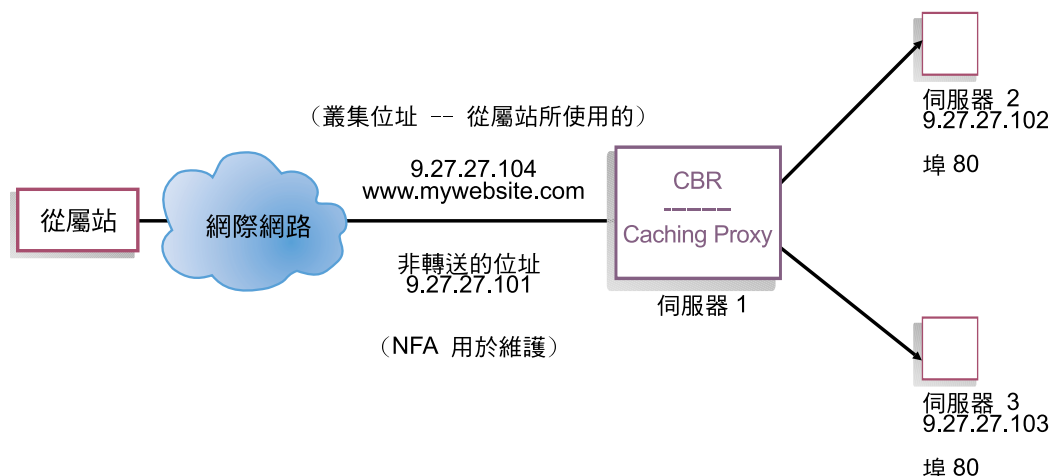 從屬站
網際網路
（叢集位址 -- 從屬站所使用的）
9.27.27.104
www.mywebsite.com
非轉送的位址
9.27.27.101
（NFA 用於維護）
CBR
-----
Caching Proxy
伺服器 1
伺服器 2
9.27.27.102
埠 80
伺服器 3
9.27.27.103
埠 80